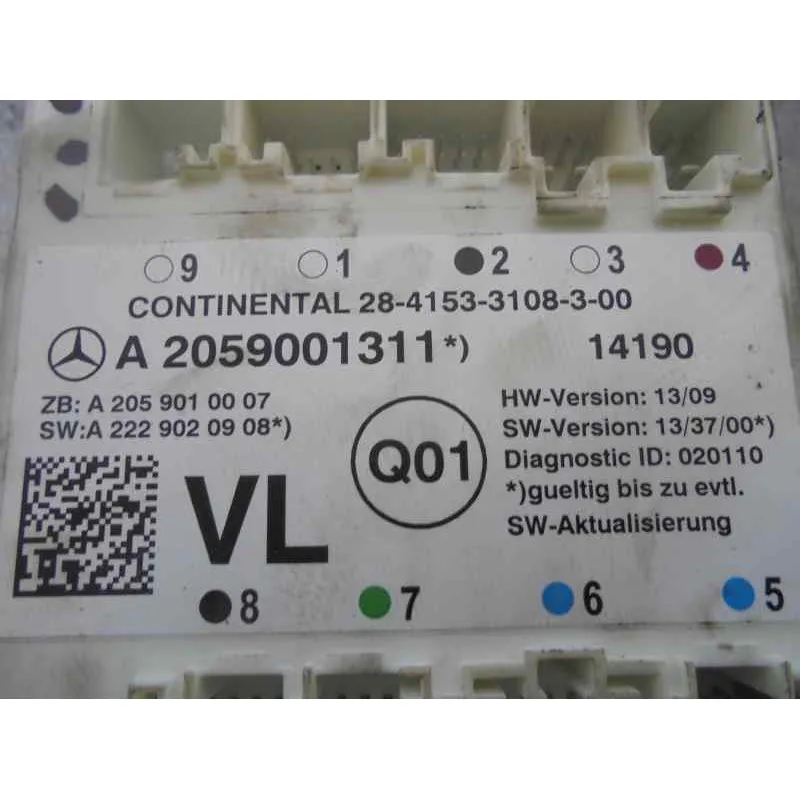 9 1 2 3 4
CONTINENTAL 28-4153-3108-3-00
A 2059001311*) 14190
ZB: A 205 901 00 07
SW:A 222 902 09 08*)
HW-Version: 13/09
SW-Version: 13/37/00*)
Diagnostic ID: 020110
*)gueltig bis zu evtl.
SW-Aktualisierung
Q01
VL
8 7 6 5